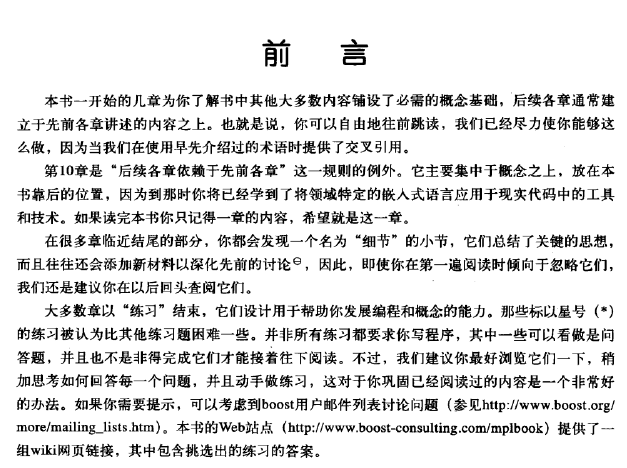 前 言
本书一开始的几章为你了解书中其他大多数内容铺设了必需的概念基础，后续各章通常建
立于先前各章讲述的内容之上。也就是说，你可以自由地往前跳读，我们已经尽力使你能够这
么做，因为当我们在使用早先介绍过的术语时提供了交叉引用。
第10章是“后续各章依赖于先前各章”这一规则的例外。它主要集中于概念之上，放在本
书靠后的位置，因为到那时你将已经学到了将领域特定的嵌入式语言应用于现实代码中的工具
和技术。如果读完本书你只记得一章的内容，希望就是这一章。
在很多章临近结尾的部分，你都会发现一个名为“细节”的小节，它们总结了关键的思想，
而且往往还会添加新材料以深化先前的讨论⊖，因此，即使你在第一遍阅读时倾向于忽略它们，
我们还是建议你在以后回头查阅它们。
大多数章以“练习”结束，它们设计用于帮助你发展编程和概念的能力。那些标以星号（*）
的练习被认为比其他练习题困难一些。并非所有练习都要求你写程序，其中一些可以看做是问
答题，并且也不是非得完成它们才能接着往下阅读。不过，我们建议你最好浏览它们一下，稍
加思考如何回答每一个问题，并且动手做练习，这对于你巩固已经阅读过的内容是一个非常好
的办法。如果你需要提示，可以考虑到boost用户邮件列表讨论问题（参见http://www.boost.org/
more/mailing_lists.htm）。本书的Web站点（http://www.boost-consulting.com/mplbook）提供了一
组wiki网页链接，其中包含挑选出的练习的答案。